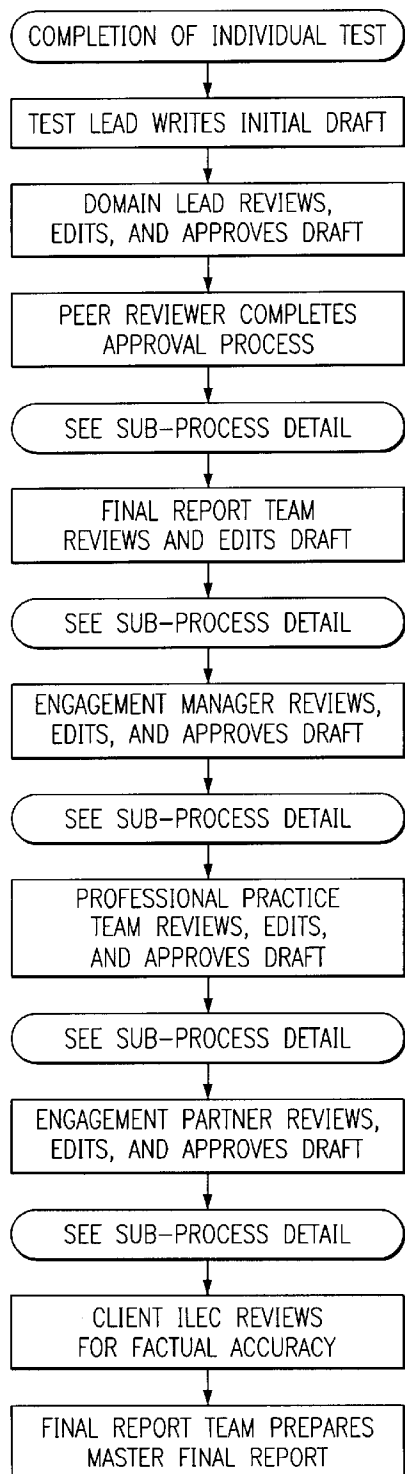 COMPLETION OF INDIVIDUAL TEST
TEST LEAD WRITES INITIAL DRAFT
DOMAIN LEAD REVIEWS,
EDITS, AND APPROVES DRAFT
PEER REVIEWER COMPLETES
APPROVAL PROCESS
SEE SUB-PROCESS DETAIL
FINAL REPORT TEAM
REVIEWS AND EDITS DRAFT
SEE SUB-PROCESS DETAIL
ENGAGEMENT MANAGER REVIEWS,
EDITS, AND APPROVES DRAFT
SEE SUB-PROCESS DETAIL
PROFESSIONAL PRACTICE
TEAM REVIEWS, EDITS,
AND APPROVES DRAFT
SEE SUB-PROCESS DETAIL
ENGAGEMENT PARTNER REVIEWS,
EDITS, AND APPROVES DRAFT
SEE SUB-PROCESS DETAIL
CLIENT ILEC REVIEWS
FOR FACTUAL ACCURACY
FINAL REPORT TEAM PREPARES
MASTER FINAL REPORT